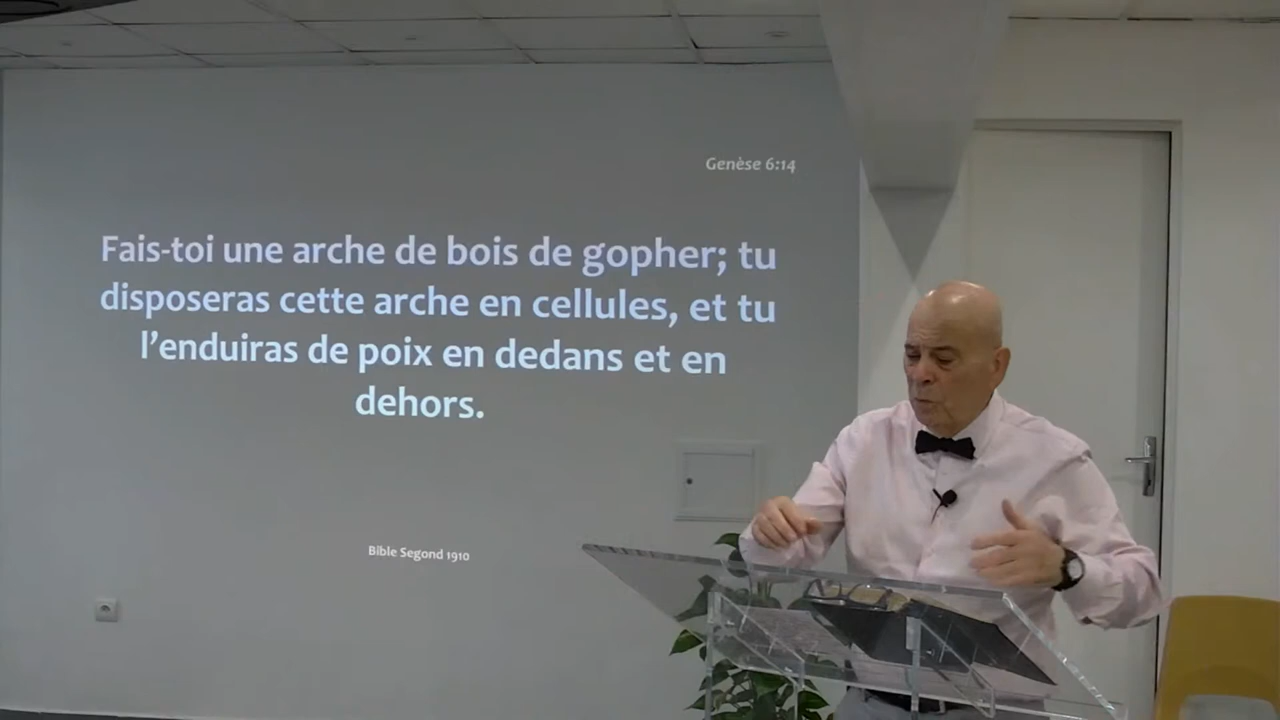 Genèse 6:14
Fais-toi une arche de bois de gopher; tu
disposeras cette arche en cellules, et tu
l’enduiras de poix en dedans et en
dehors.
Bible Segond 1910